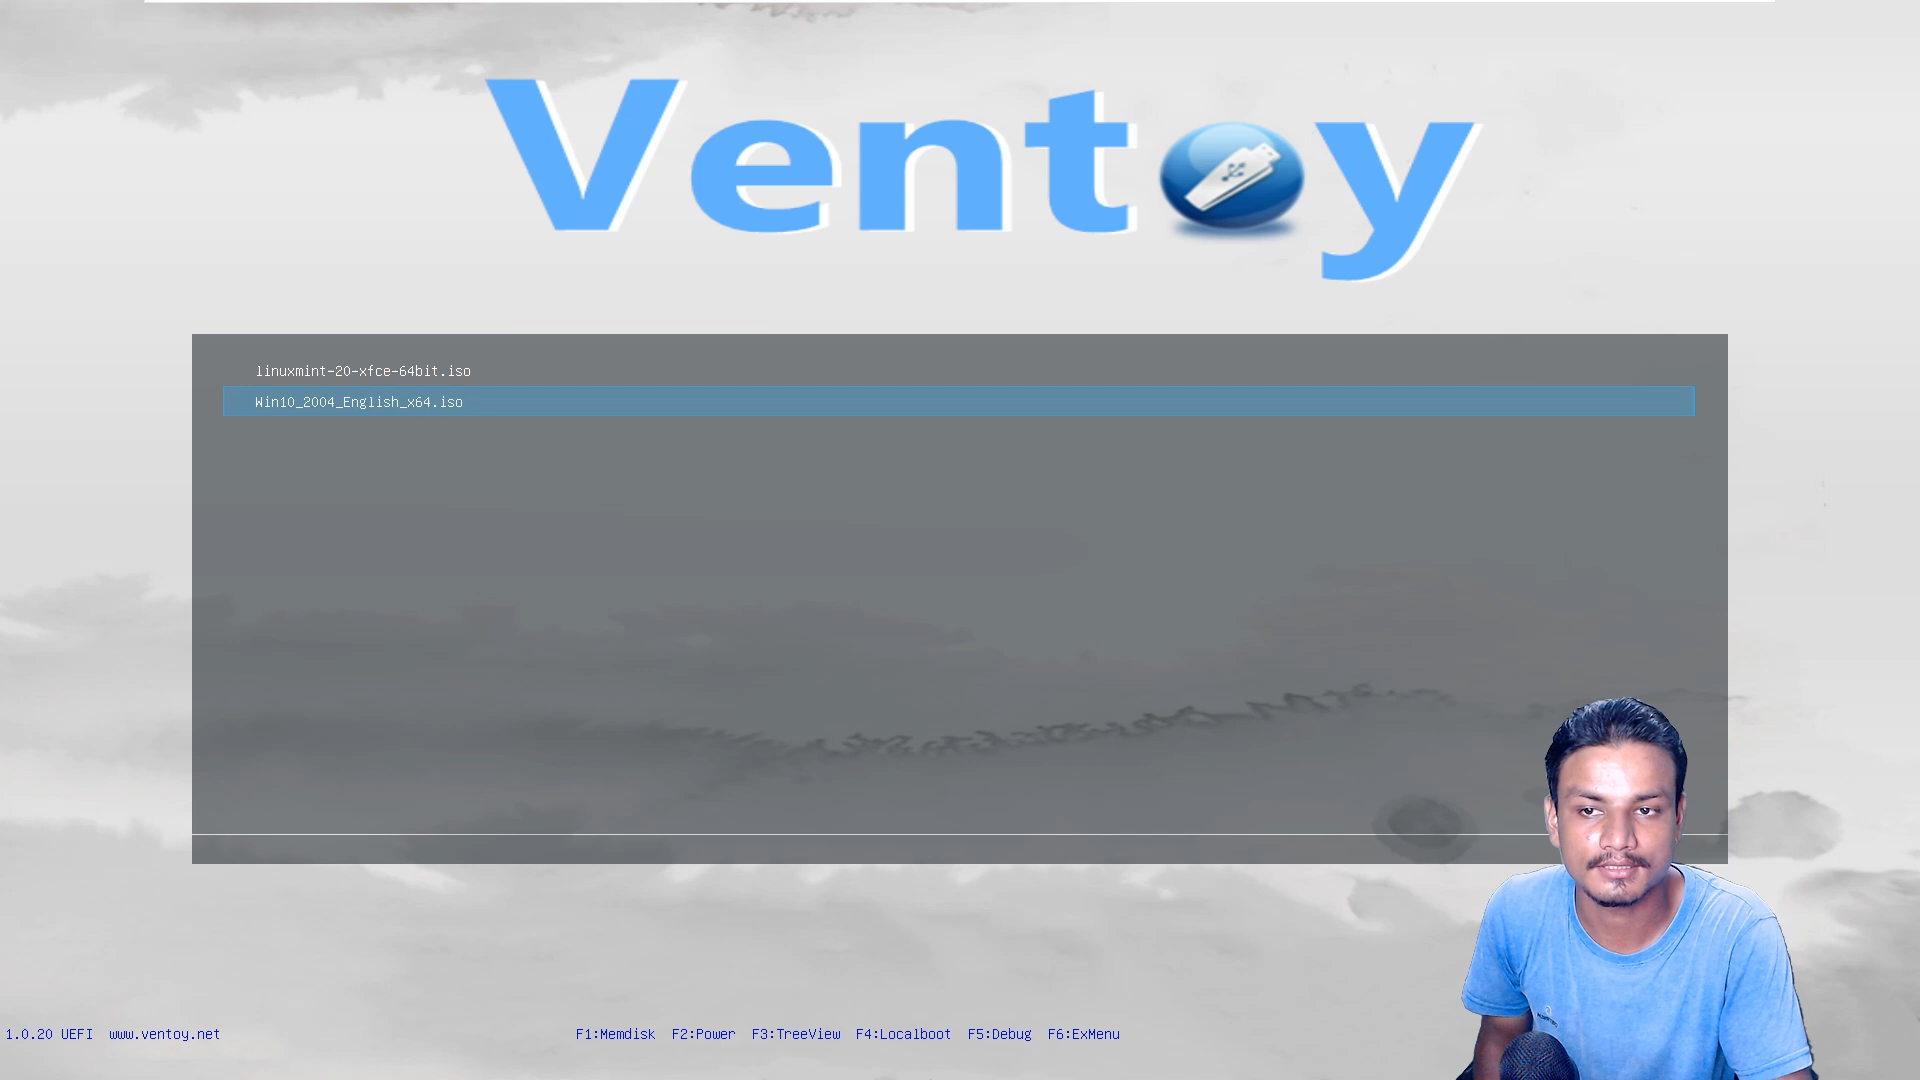 Ventoy
linuxmint-20-xfce-64bit.iso
Win10_2004_English_x64.iso
1.0.20 UEFI www.ventoy.net F1:Memdisk F2:Power F3:TreeView F4:Localboot F5:Debug F6:ExMenu